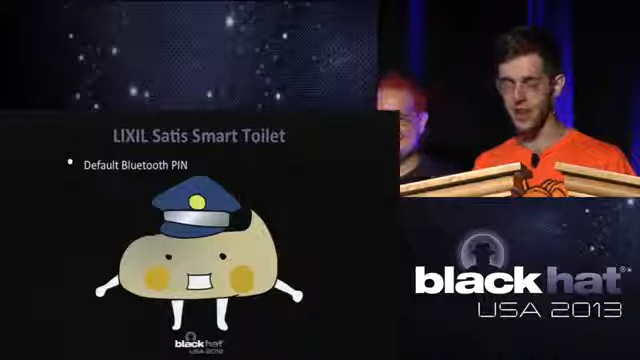 LIXIL Satis Smart Toilet
• Default Bluetooth PIN
black hat
USA 2013
black hat®
USA 2013